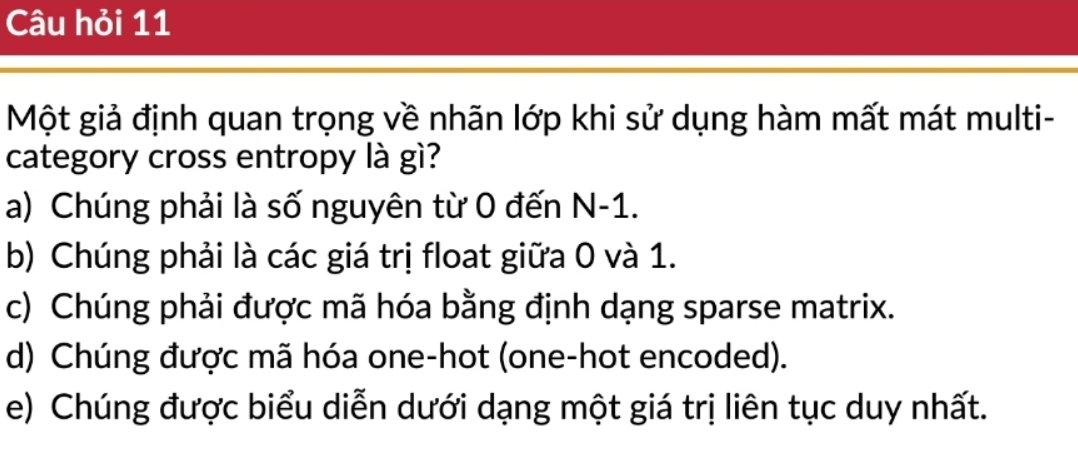 Câu hỏi 11
Một giả định quan trọng về nhãn lớp khi sử dụng hàm mất mát multi-
category cross entropy là gì?
a) Chúng phải là số nguyên từ 0 đến N-1.
b) Chúng phải là các giá trị float giữa 0 và 1.
c) Chúng phải được mã hóa bằng định dạng sparse matrix.
d) Chúng được mã hóa one-hot (one-hot encoded).
e) Chúng được biểu diễn dưới dạng một giá trị liên tục duy nhất.